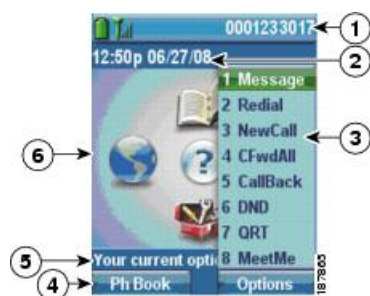 0001233017
1
12:50p 06/27/08
2
1 Message
2 Redial
3 NewCall
3
4 CFwdAll
6
5 CallBack
6 DND
7 QRT
5
Your current opti
8 MeetMe
4
Ph Book
Options
187865